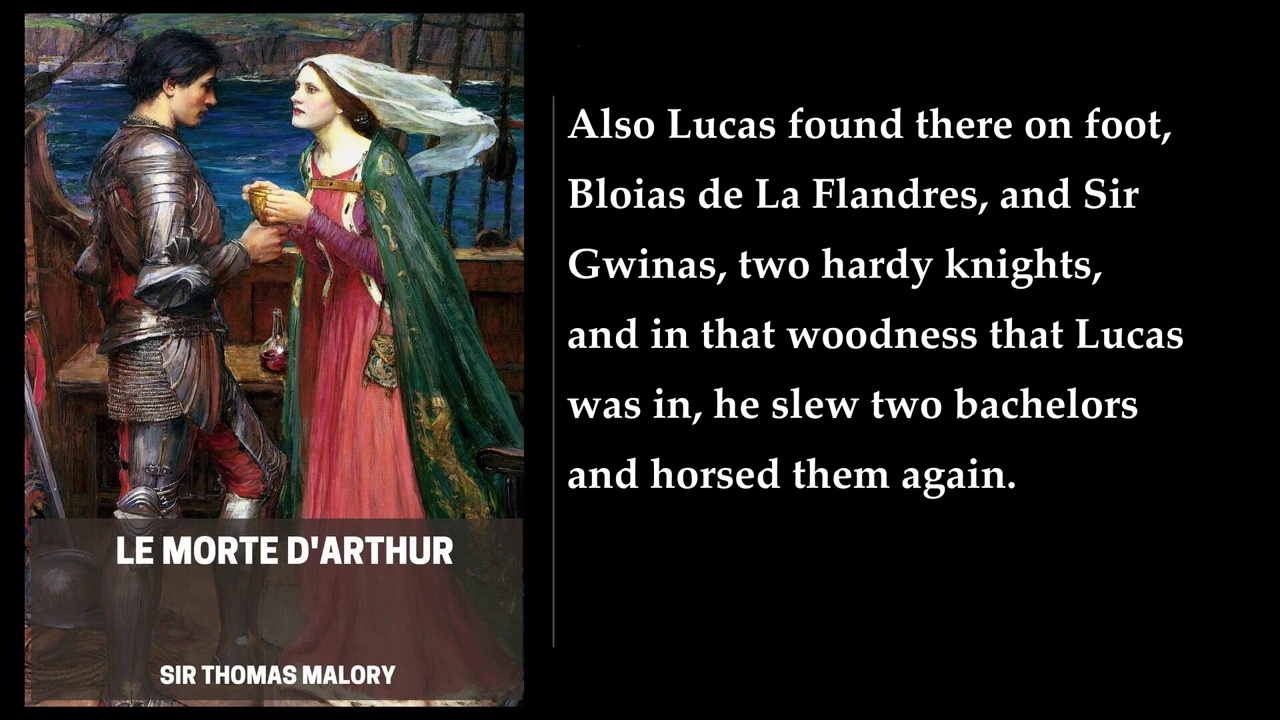 LE MORTE D'ARTHUR
SIR THOMAS MALORY
Also Lucas found there on foot,
Bloias de La Flandres, and Sir
Gwinas, two hardy knights,
and in that woodness that Lucas
was in, he slew two bachelors
and horsed them again.